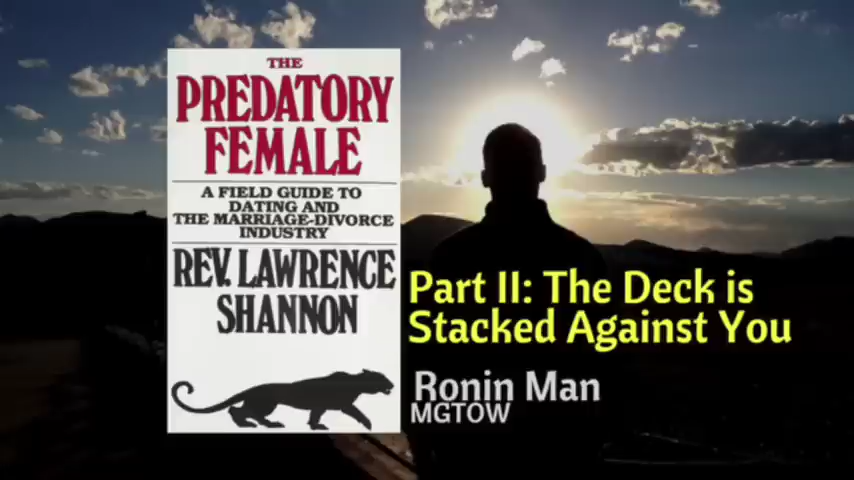 THE
PREDATORY
FEMALE
A FIELD GUIDE TO
DATING AND
THE MARRIAGE-DIVORCE
INDUSTRY
REV. LAWRENCE
SHANNON
Part II: The Deck is
Stacked Against You
Ronin Man
MGTOW